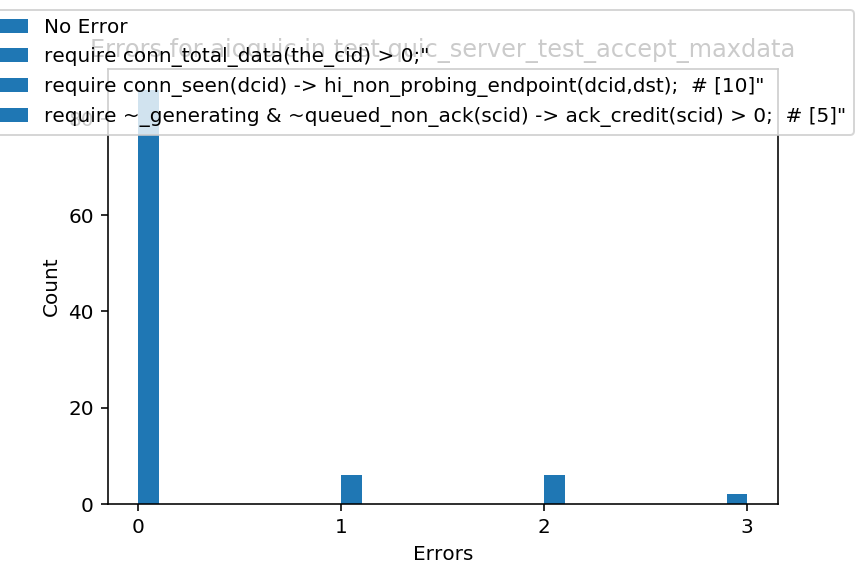 No Error
Errors for aioquic in test quic_server_test_accept_maxdata
require conn_total_data(the_cid) > 0;"
require conn_seen(dcid) -> hi_non_probing_endpoint(dcid,dst);  # [10]"
require ~_generating & ~queued_non_ack(scid) -> ack_credit(scid) > 0;  # [5]"
80
60
40
20
0
Count
0 1 2 3
Errors